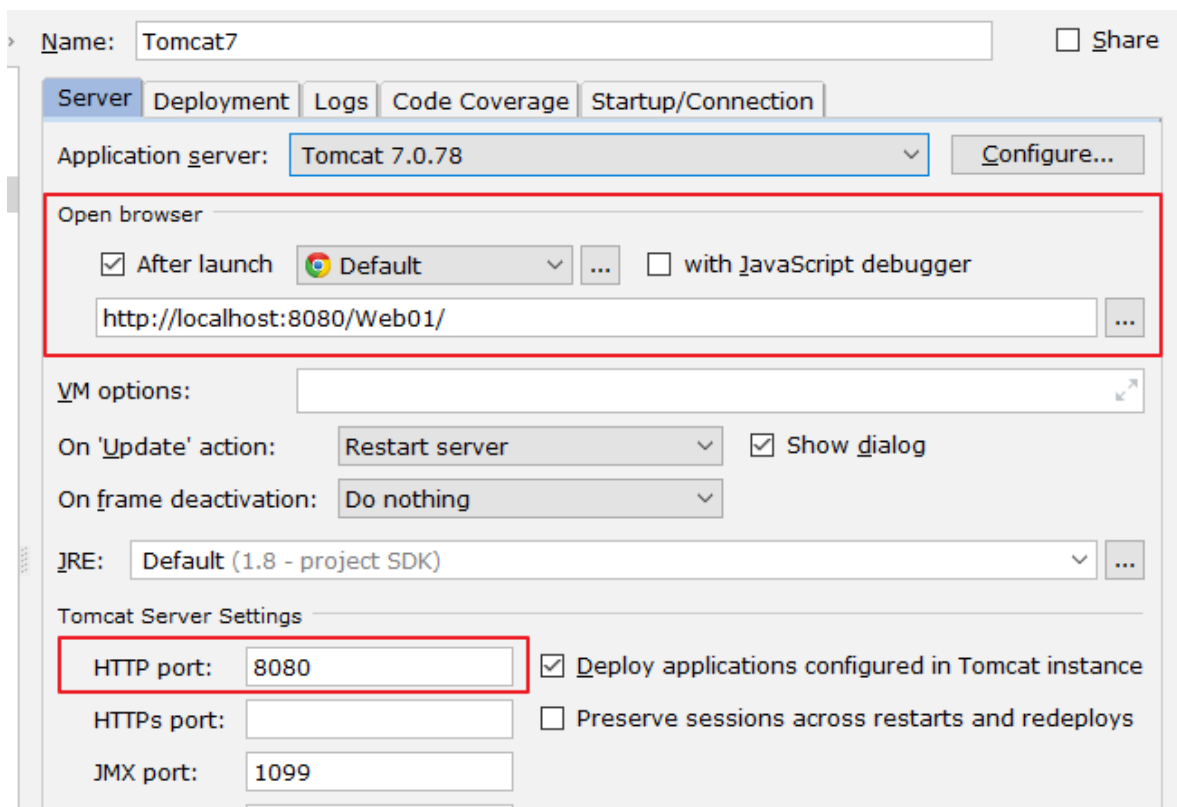 Name: Tomcat7 Share
Server Deployment Logs Code Coverage Startup/Connection
Application server: Tomcat 7.0.78 Configure...
Open browser
After launch Default ... with JavaScript debugger
http://localhost:8080/Web01/ ...
VM options:
On 'Update' action: Restart server Show dialog
On frame deactivation: Do nothing
JRE: Default (1.8 - project SDK) ...
Tomcat Server Settings
HTTP port: 8080 Deploy applications configured in Tomcat instance
HTTPs port: Preserve sessions across restarts and redeploys
JMX port: 1099